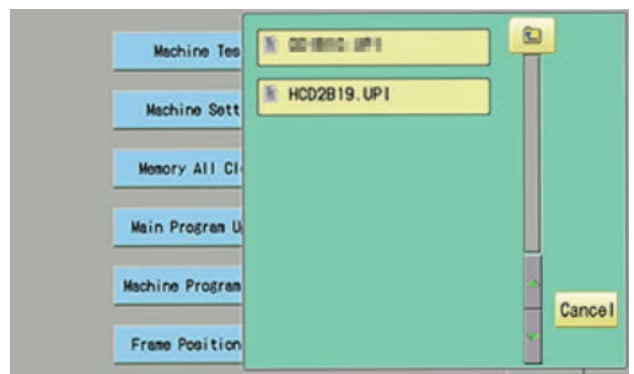 Machine Tes
HCD2B19.UPI
Machine Sett
Memory All Cl
Main Program U
Machine Program
Cancel
Frame Position